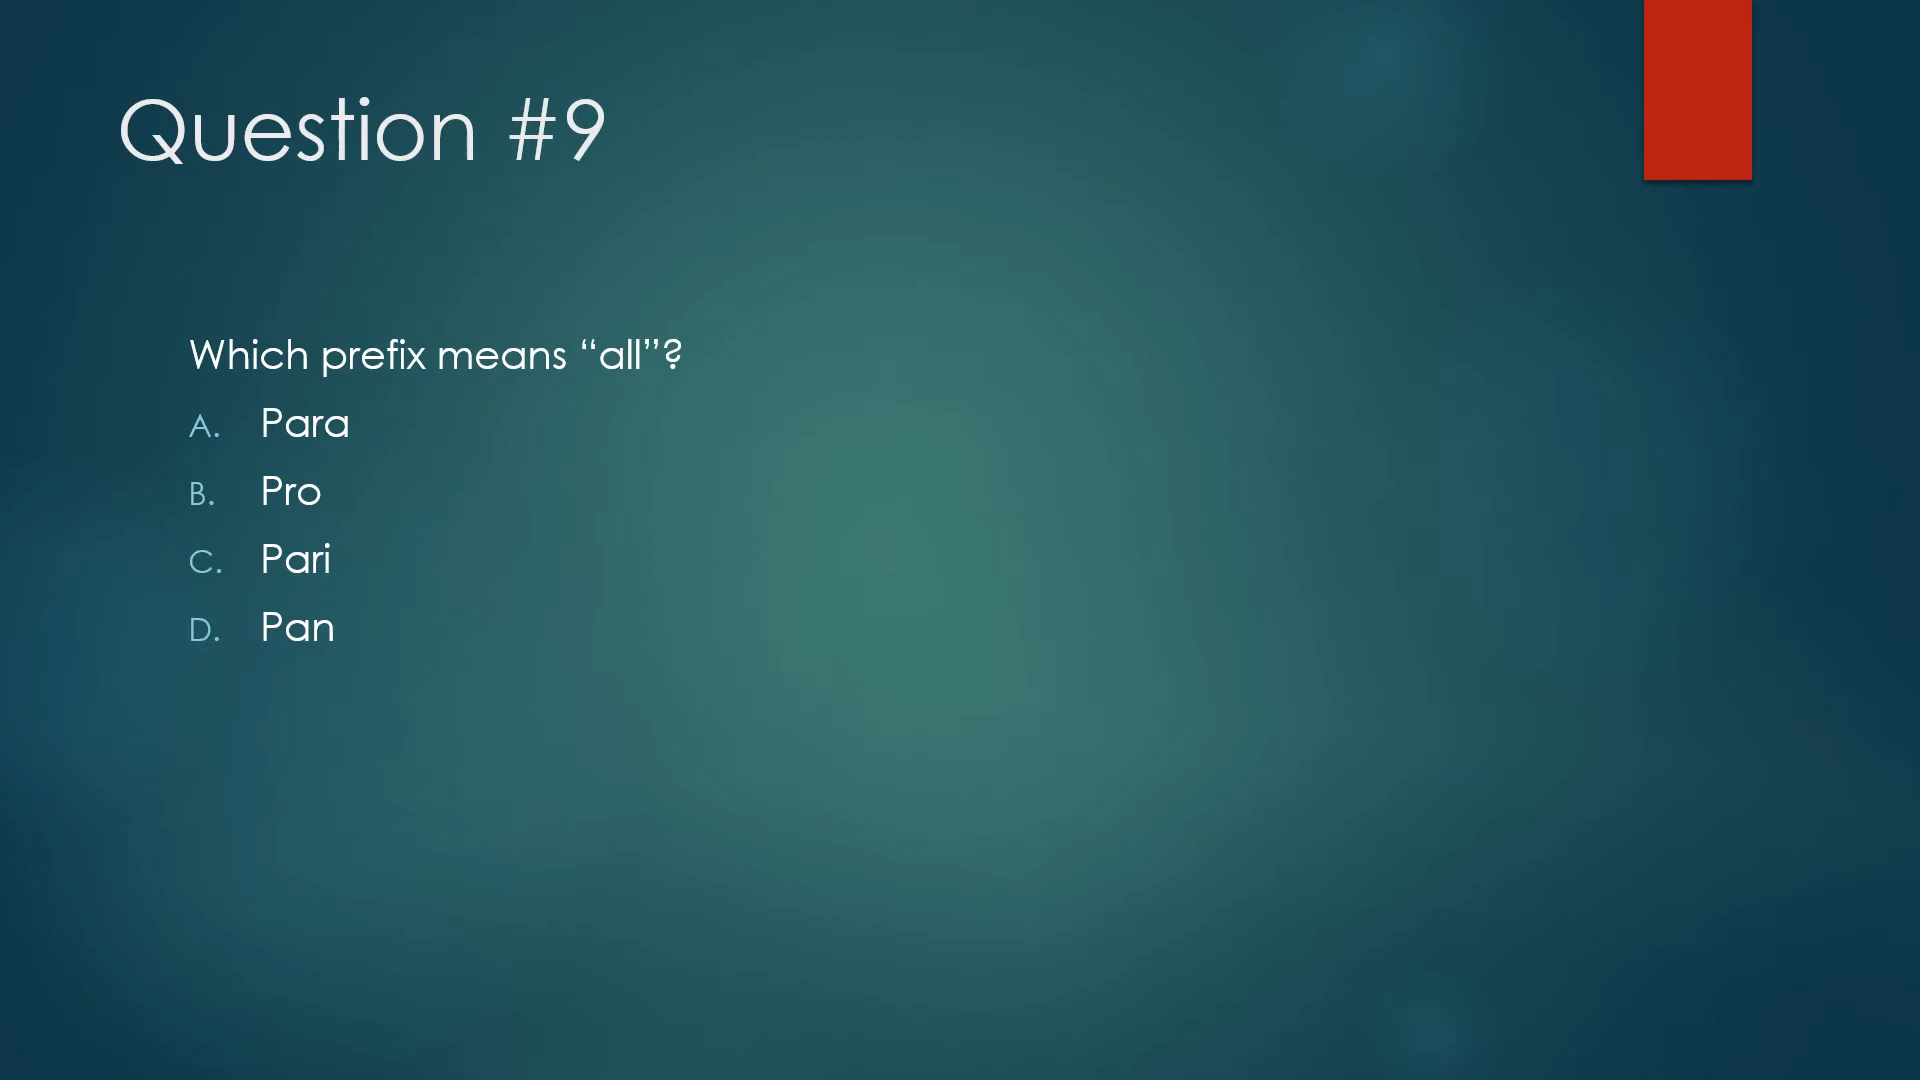 Question #9
Which prefix means “all”?
A. Para
B. Pro
C. Pari
D. Pan